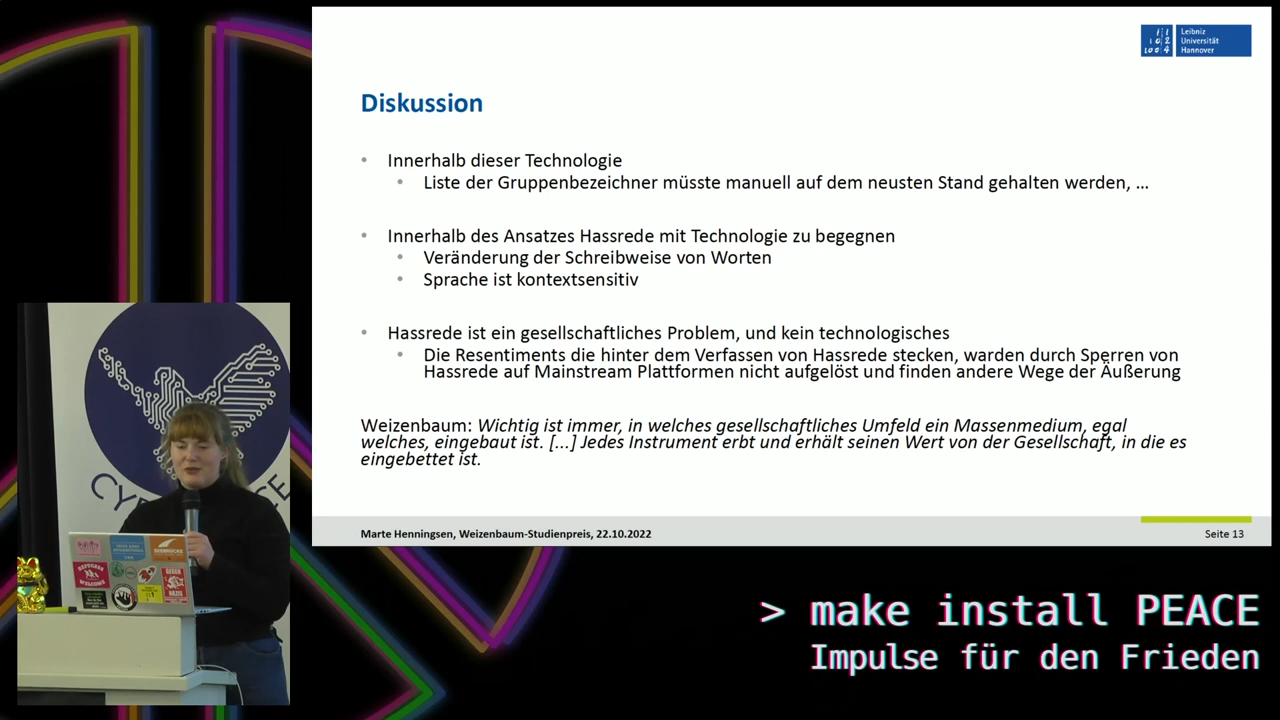 Leibniz
Universität
Hannover
Diskussion
• Innerhalb dieser Technologie
• Liste der Gruppenbezeichner müsste manuell auf dem neusten Stand gehalten werden, ...
• Innerhalb des Ansatzes Hassrede mit Technologie zu begegnen
• Veränderung der Schreibweise von Worten
• Sprache ist kontextsensitiv
• Hassrede ist ein gesellschaftliches Problem, und kein technologisches
• Die Resentiments die hinter dem Verfassen von Hassrede stecken, warden durch Sperren von
Hassrede auf Mainstream Plattformen nicht aufgelöst und finden andere Wege der Äußerung
Weizenbaum: Wichtig ist immer, in welches gesellschaftliches Umfeld ein Massenmedium, egal
welches, eingebaut ist. [...] Jedes Instrument erbt und erhält seinen Wert von der Gesellschaft, in die es
eingebettet ist.
Marte Henningsen, Weizenbaum-Studienpreis, 22.10.2022
Seite 13
REFUGEES
WELCOME
GEGEN
NAZIS
> make install PEACE
Impulse für den Frieden